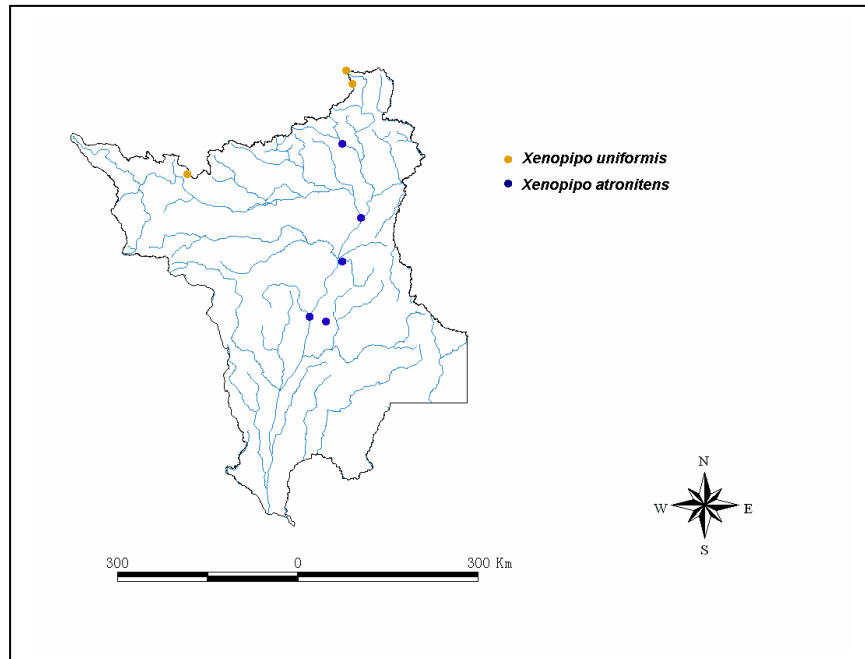 Xenopipo uniformis
Xenopipo atronitens
N
W E
S
300 0 300 Km